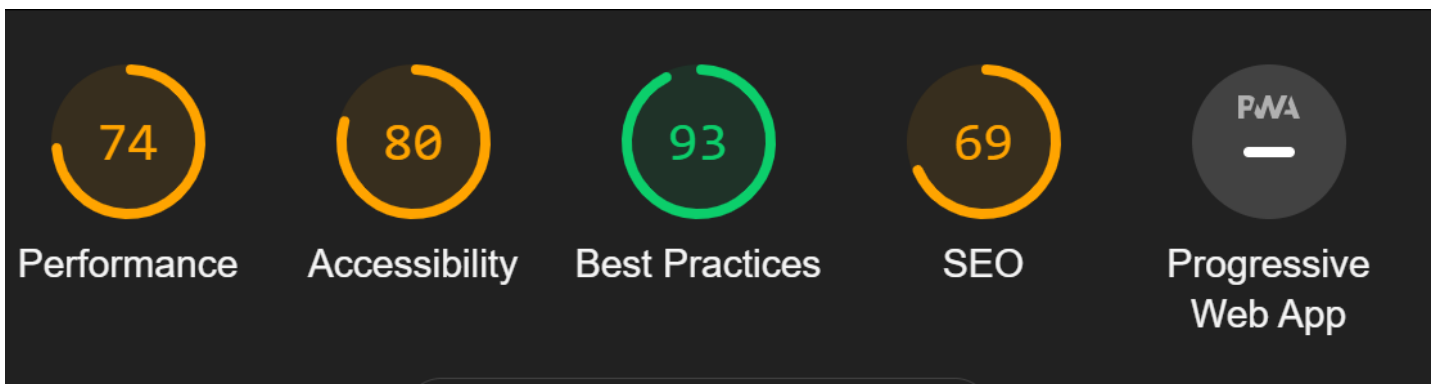 74
80
93
69
PWA
Performance
Accessibility
Best Practices
SEO
Progressive
Web App